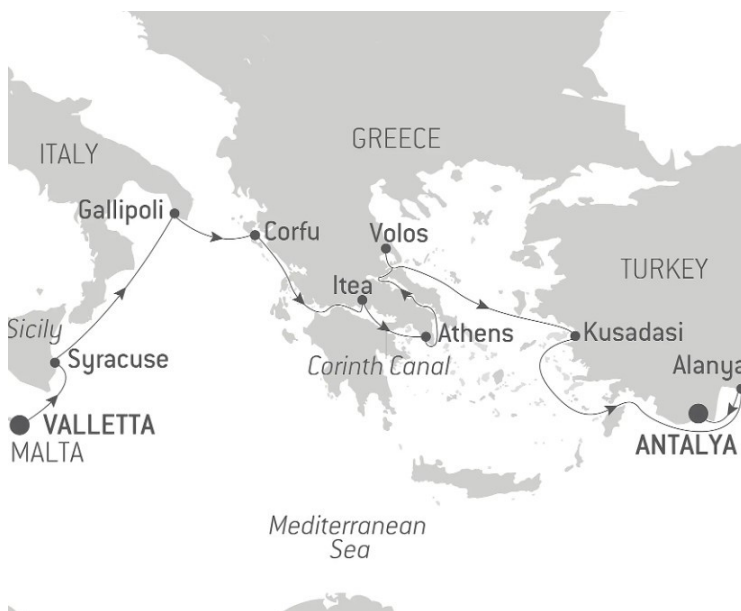 GREECE
ITALY
Gallipoli
Corfu
Volos
TURKEY
Itea
Sicily
Syracuse
Athens
Kusadasi
Corinth Canal
Alanya
VALLETTA
MALTA
ANTALYA
Mediterranean
Sea